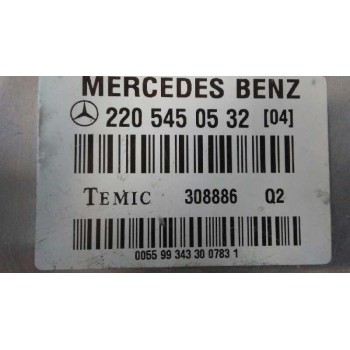 MERCEDES BENZ
220 545 05 32 [04]
TEMIC 308886 Q2
0055 99 343 30 0783 1